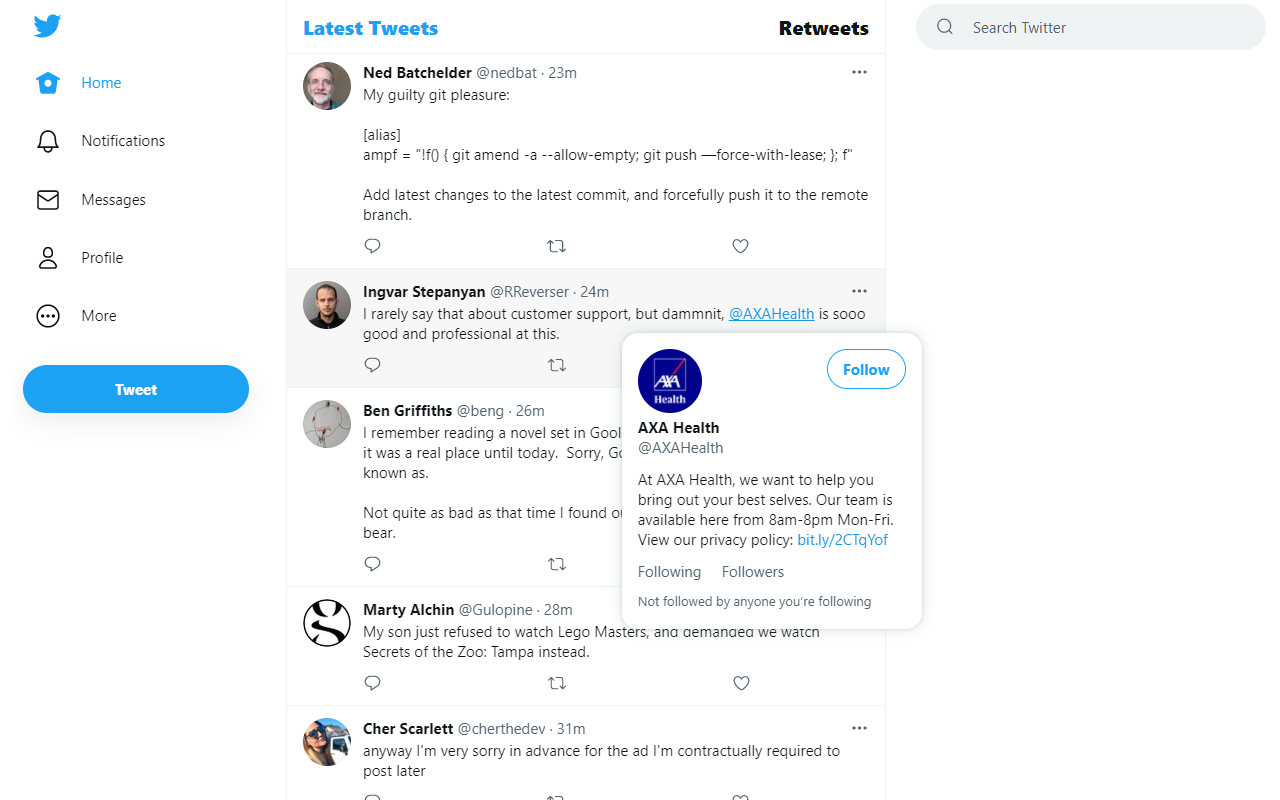 Latest Tweets
Retweets
Search Twitter
Home
Notifications
Messages
Profile
More
Tweet
Ned Batchelder @nedbat · 23m
My guilty git pleasure:
[alias]
ampf = "!f() { git amend -a --allow-empty; git push —force-with-lease; }; f"
Add latest changes to the latest commit, and forcefully push it to the remote
branch.
Ingvar Stepanyan @RReverser · 24m
I rarely say that about customer support, but dammnit, @AXAHealth is sooo
good and professional at this.
Ben Griffiths @beng · 26m
I remember reading a novel set in
it was a real place until today. Sorry,
known as.
Not quite as bad as that time I found
bear.
AXA
Health
Follow
AXA Health
@AXAHealth
At AXA Health, we want to help you
bring out your best selves. Our team is
available here from 8am-8pm Mon-Fri.
View our privacy policy: bit.ly/2CTqYof
Following Followers
Not followed by anyone you're following
Marty Alchin @Gulopine · 28m
My son just refused to watch Lego Masters, and demanded we watch
Secrets of the Zoo: Tampa instead.
Cher Scarlett @cherthedev · 31m
anyway I'm very sorry in advance for the ad I'm contractually required to
post later